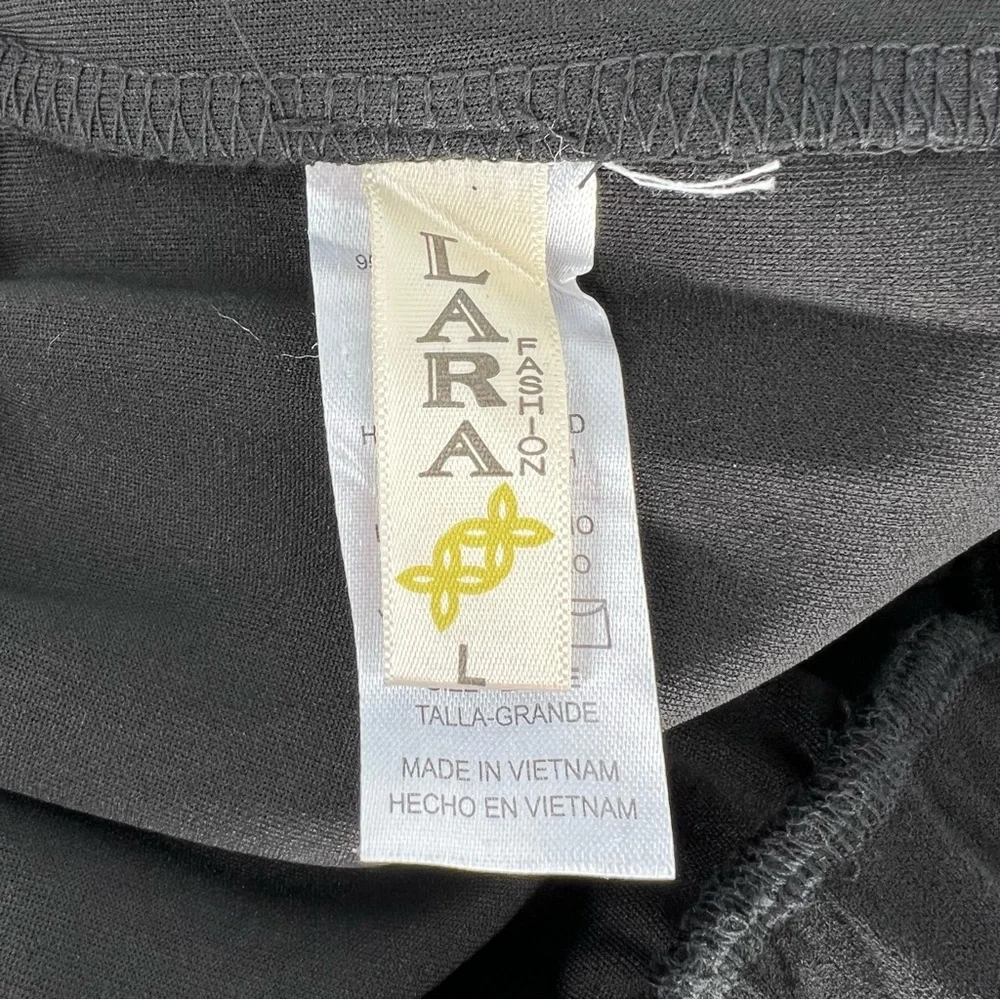 LARA
FASHION
L
TALLA-GRANDE
MADE IN VIETNAM
HECHO EN VIETNAM